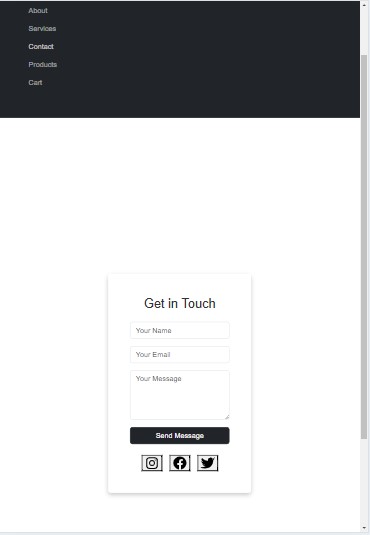 About
Services
Contact
Products
Cart
Get in Touch
Your Name
Your Email
Your Message
Send Message